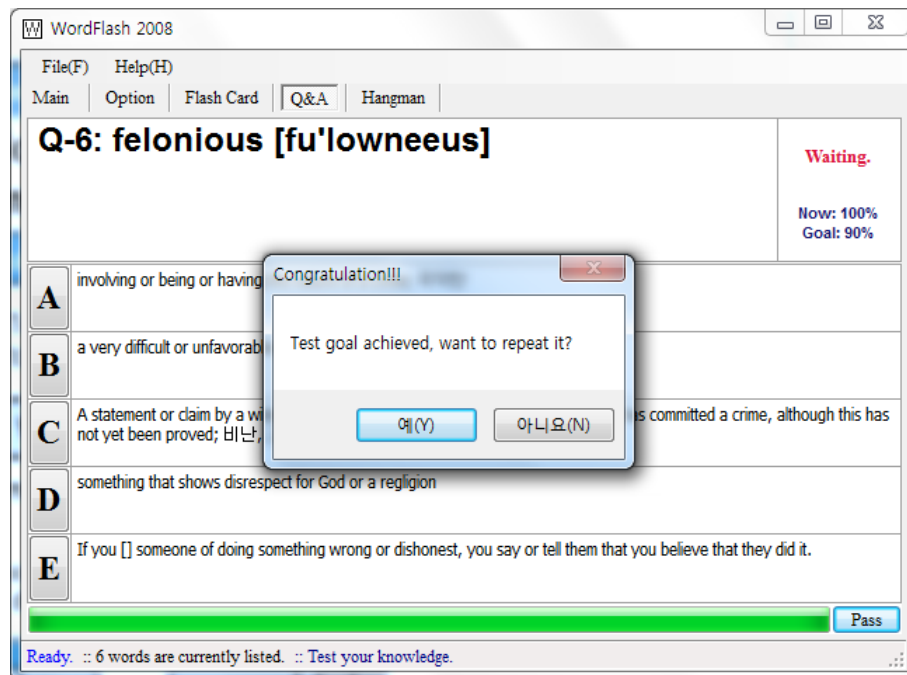 WordFlash 2008
File(F) Help(H)
Main Option Flash Card Q&A Hangman
Q-6: felonious [fu'lowneeus]
Waiting.
Now: 100%
Goal: 90%
Congratulation!!!
Test goal achieved, want to repeat it?
예(Y) 아니요(N)
A involving or being or having
B a very difficult or unfavorabl
C A statement or claim by a wi s committed a crime, although this has
not yet been proved; 비난,
D something that shows disrespect for God or a regligion
E If you [] someone of doing something wrong or dishonest, you say or tell them that you believe that they did it.
Pass
Ready. :: 6 words are currently listed. :: Test your knowledge.